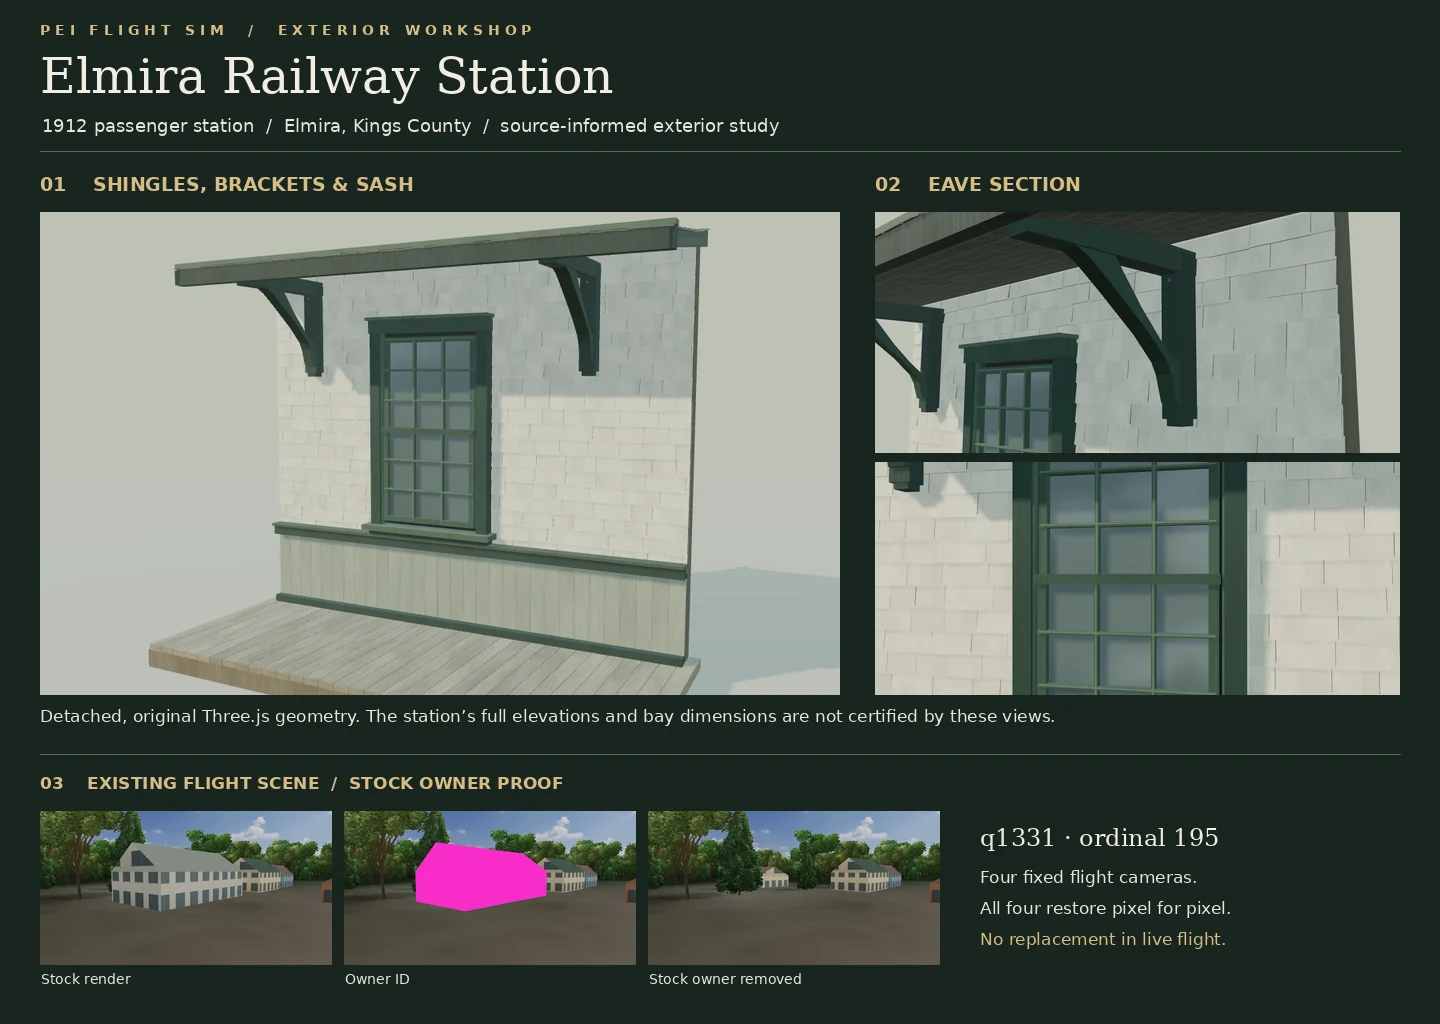 PEI FLIGHT SIM / EXTERIOR WORKSHOP
Elmira Railway Station
1912 passenger station / Elmira, Kings County / source-informed exterior study
01 SHINGLES, BRACKETS & SASH
02 EAVE SECTION
Detached, original Three.js geometry. The station’s full elevations and bay dimensions are not certified by these views.
03 EXISTING FLIGHT SCENE / STOCK OWNER PROOF
Stock render
Owner ID
Stock owner removed
q1331 · ordinal 195
Four fixed flight cameras.
All four restore pixel for pixel.
No replacement in live flight.